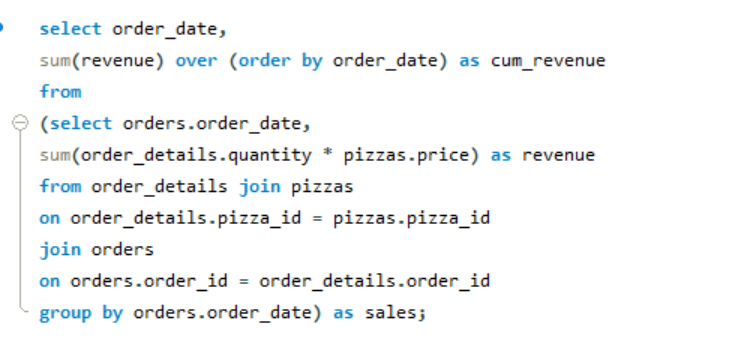 select order_date,
sum(revenue) over (order by order_date) as cum_revenue
from
(select orders.order_date,
sum(order_details.quantity * pizzas.price) as revenue
from order_details join pizzas
on order_details.pizza_id = pizzas.pizza_id
join orders
on orders.order_id = order_details.order_id
group by orders.order_date) as sales;